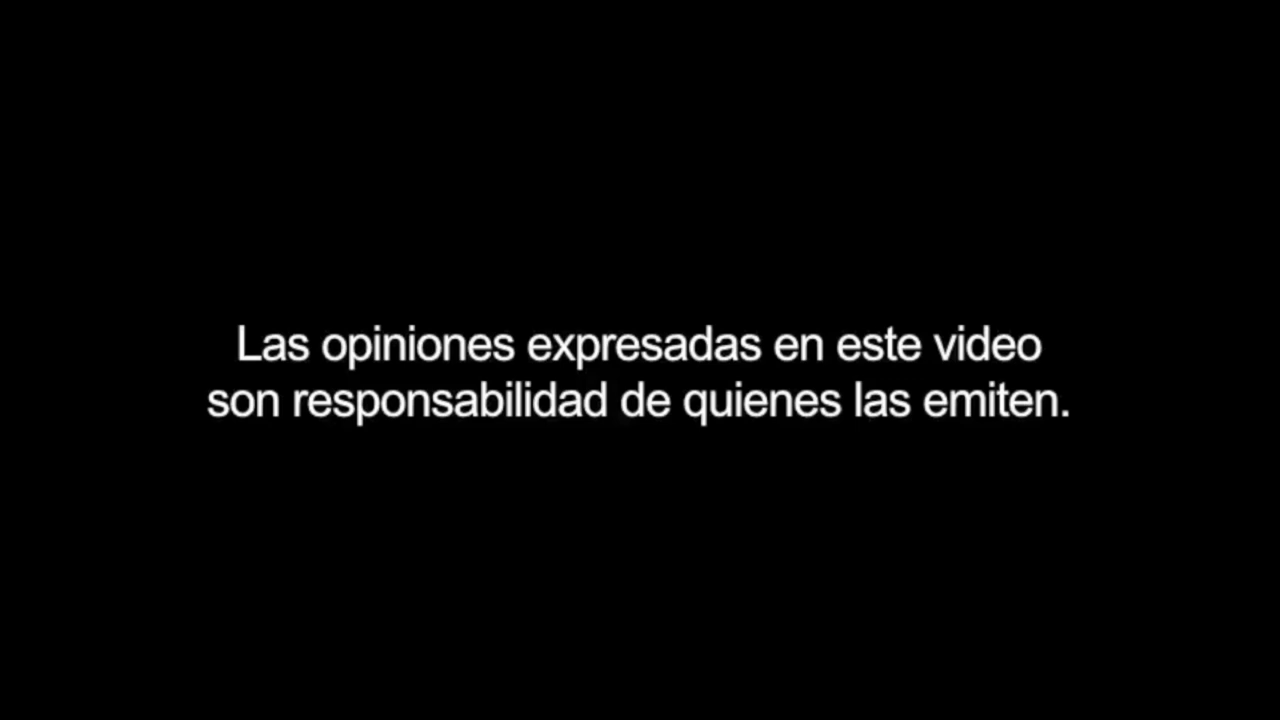 Las opiniones expresadas en este video
son responsabilidad de quienes las emiten.